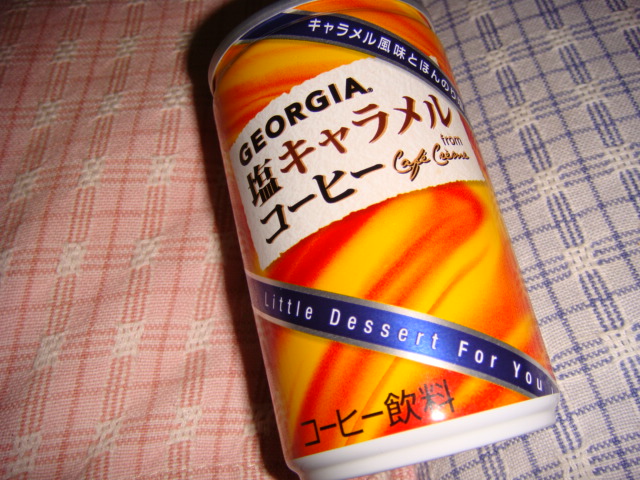 キャラメル風味とほんのり
GEORGIA
塩キャラメル
コーヒー
from
Café Crème
Little Dessert For You
コーヒー飲料